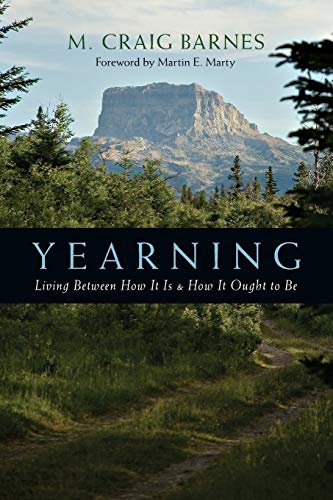 M. CRAIG BARNES
Foreword by Martin E. Marty
YEARNING
Living Between How It Is & How It Ought to Be